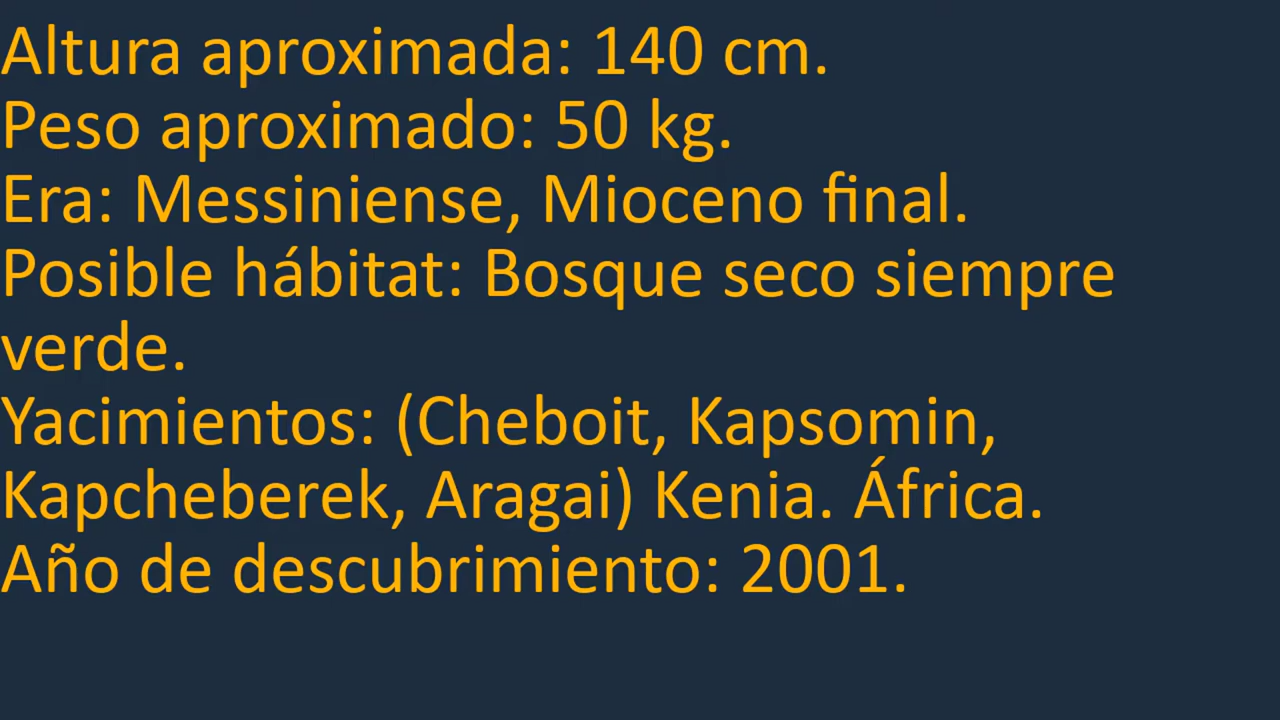 Altura aproximada: 140 cm.
Peso aproximado: 50 kg.
Era: Messiniense, Mioceno final.
Posible hábitat: Bosque seco siempre
verde.
Yacimientos: (Cheboit, Kapsomin,
Kapcheberek, Aragai) Kenia. África.
Año de descubrimiento: 2001.